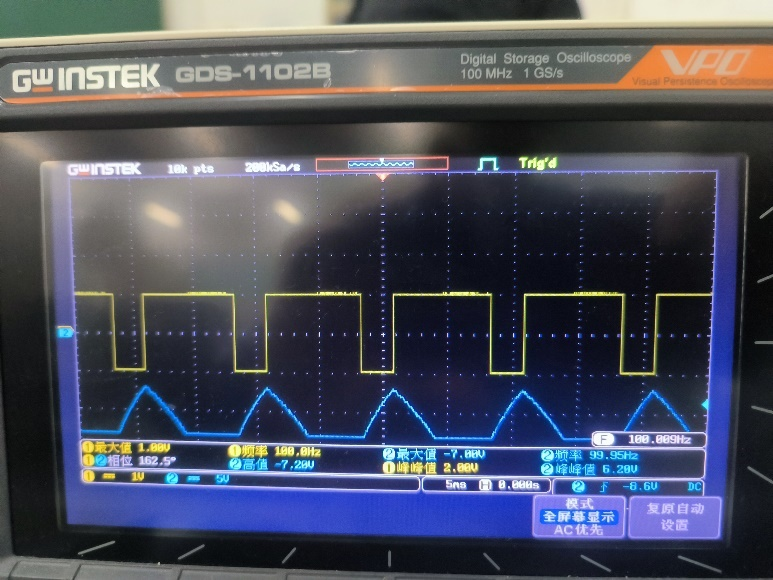 GWINSTEK GDS-1102B Digital Storage Oscilloscope
100 MHz 1 GS/s
VPO
Visual Persistence Oscilloscope
GWINSTEK 10k pts 200kSa/s Trig'd
2
F 100.009Hz
1最大值 1.00V 1频率 100.0Hz 2最大值 -7.00V 2频率 99.95Hz
12相位 162.5° 2高值 -7.20V 1峰峰值 2.00V 2峰峰值 6.20V
1 1V 2 5V 5ms H 0.000s 2 -8.6V DC
模式
全屏幕显示
AC优先
复原自动
设置